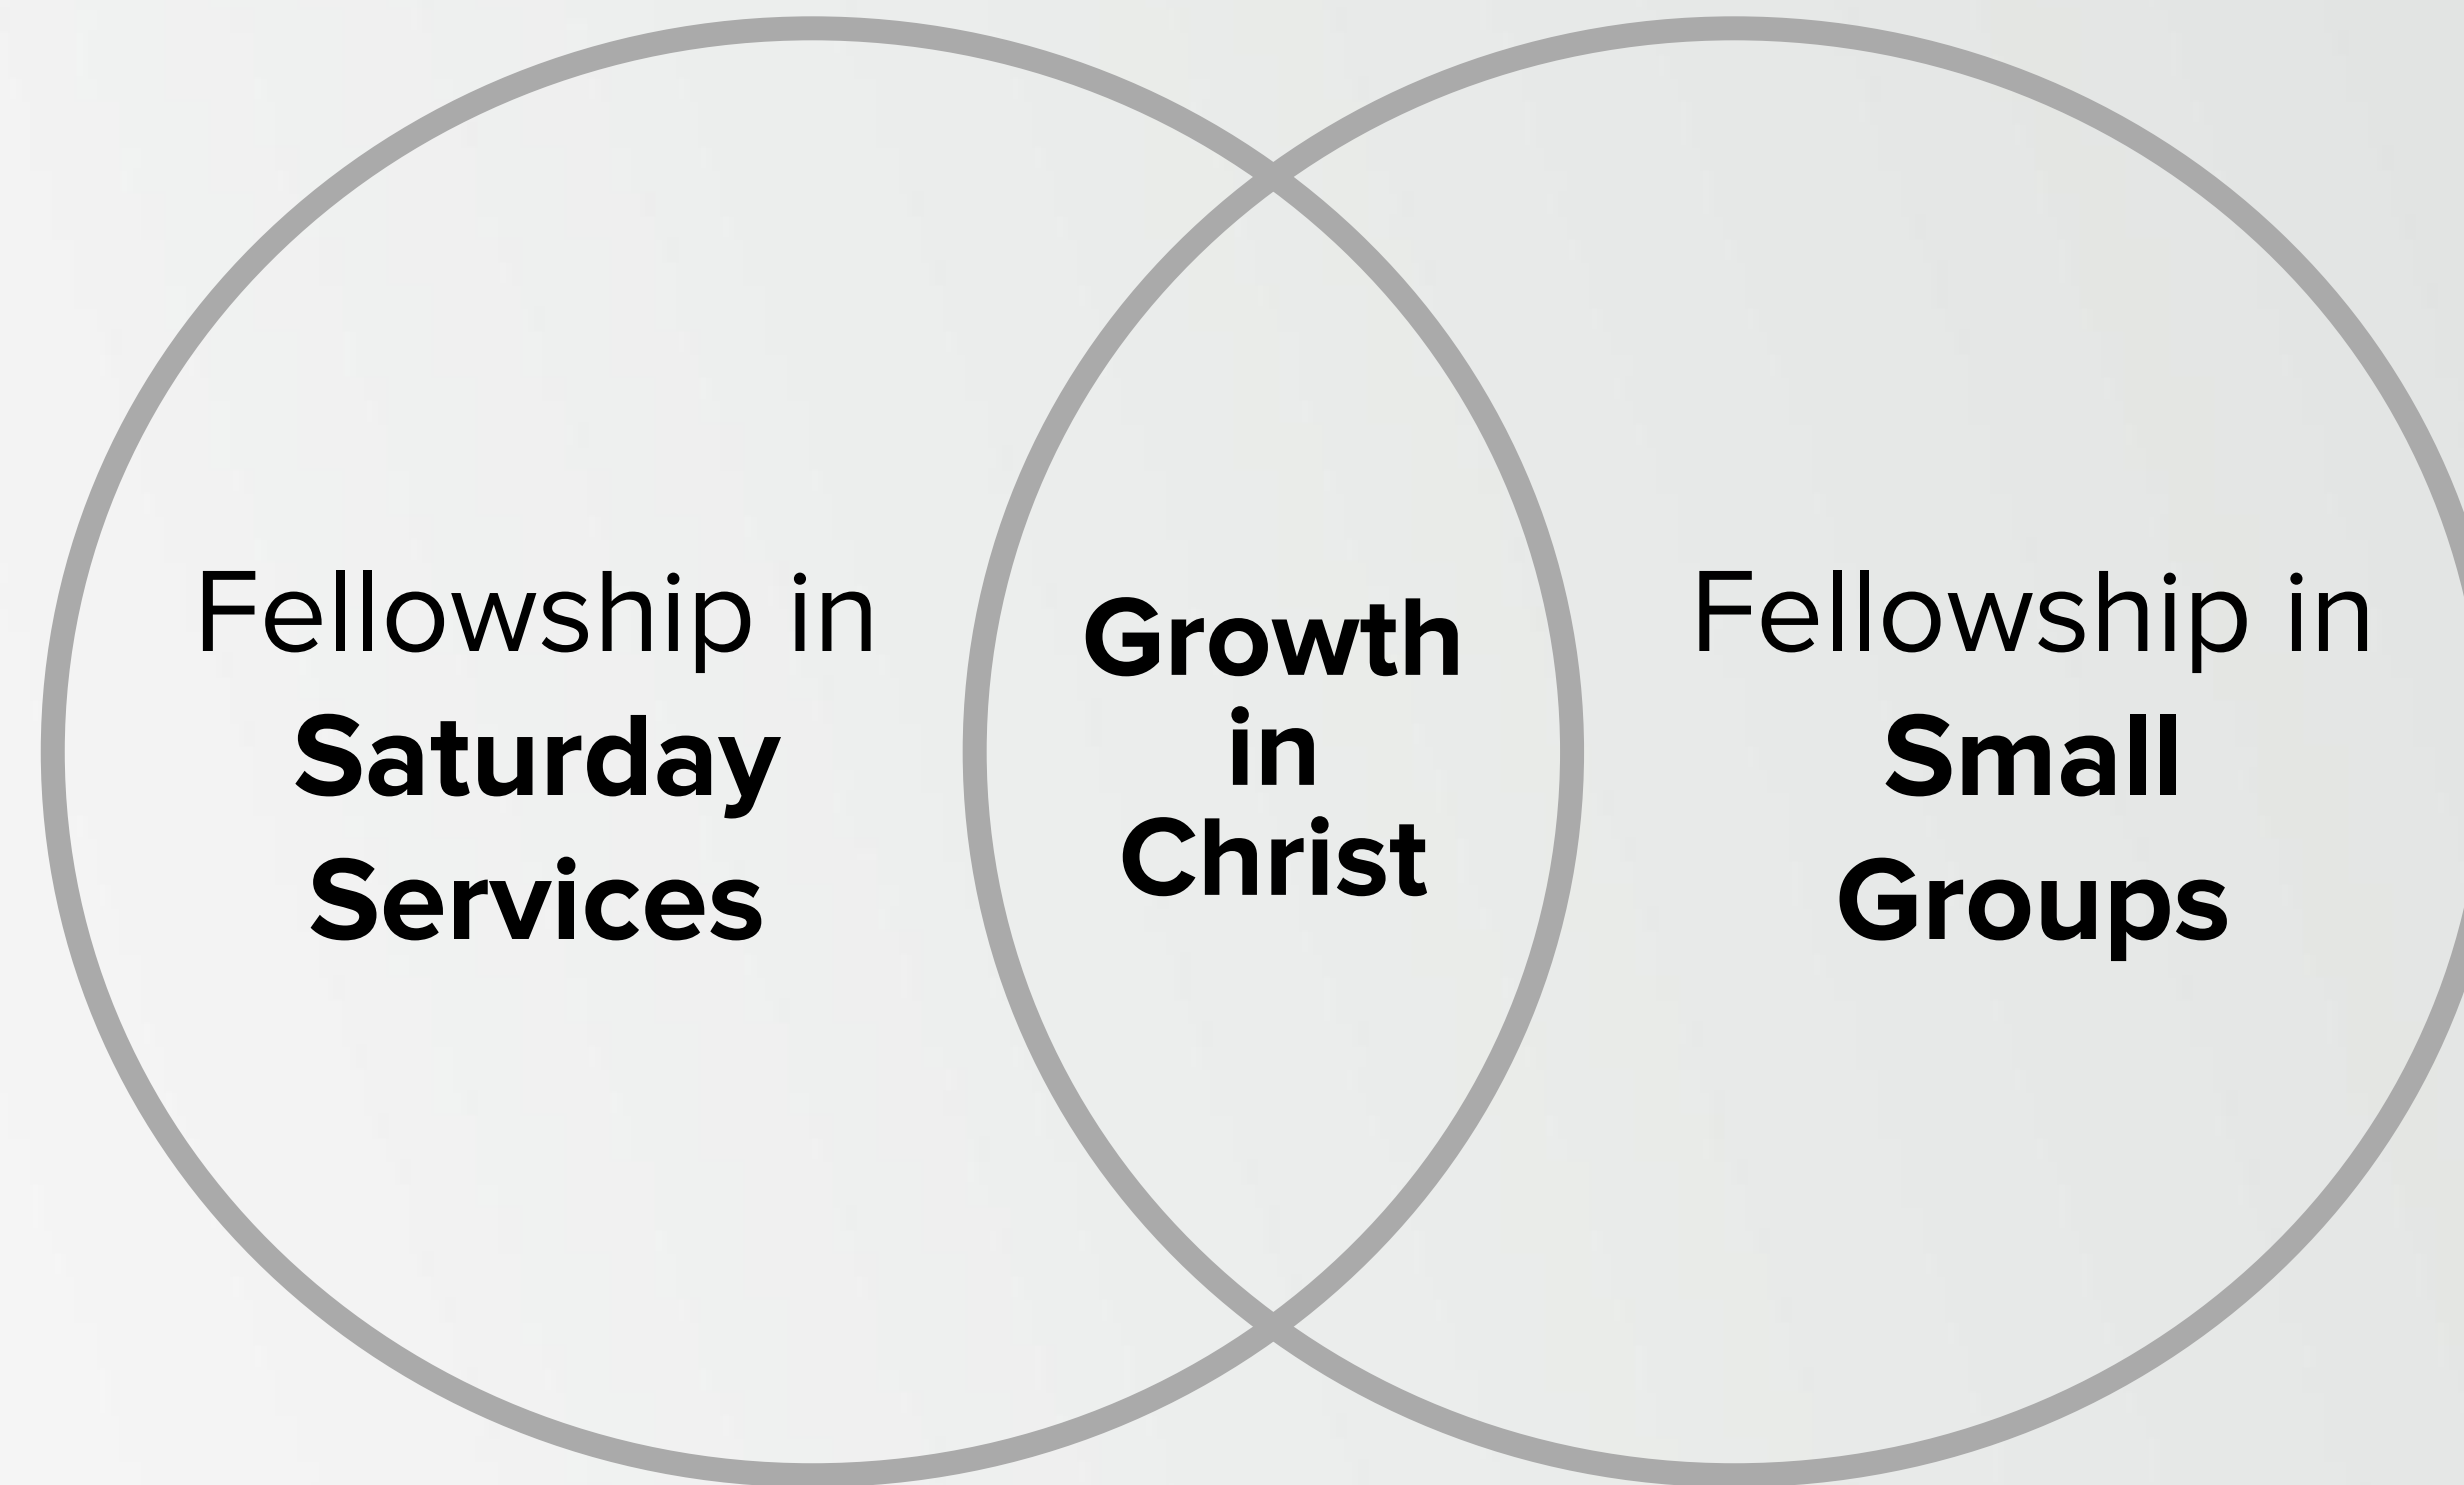 Fellowship in
Saturday
Services
Growth
in
Christ
Fellowship in
Small
Groups